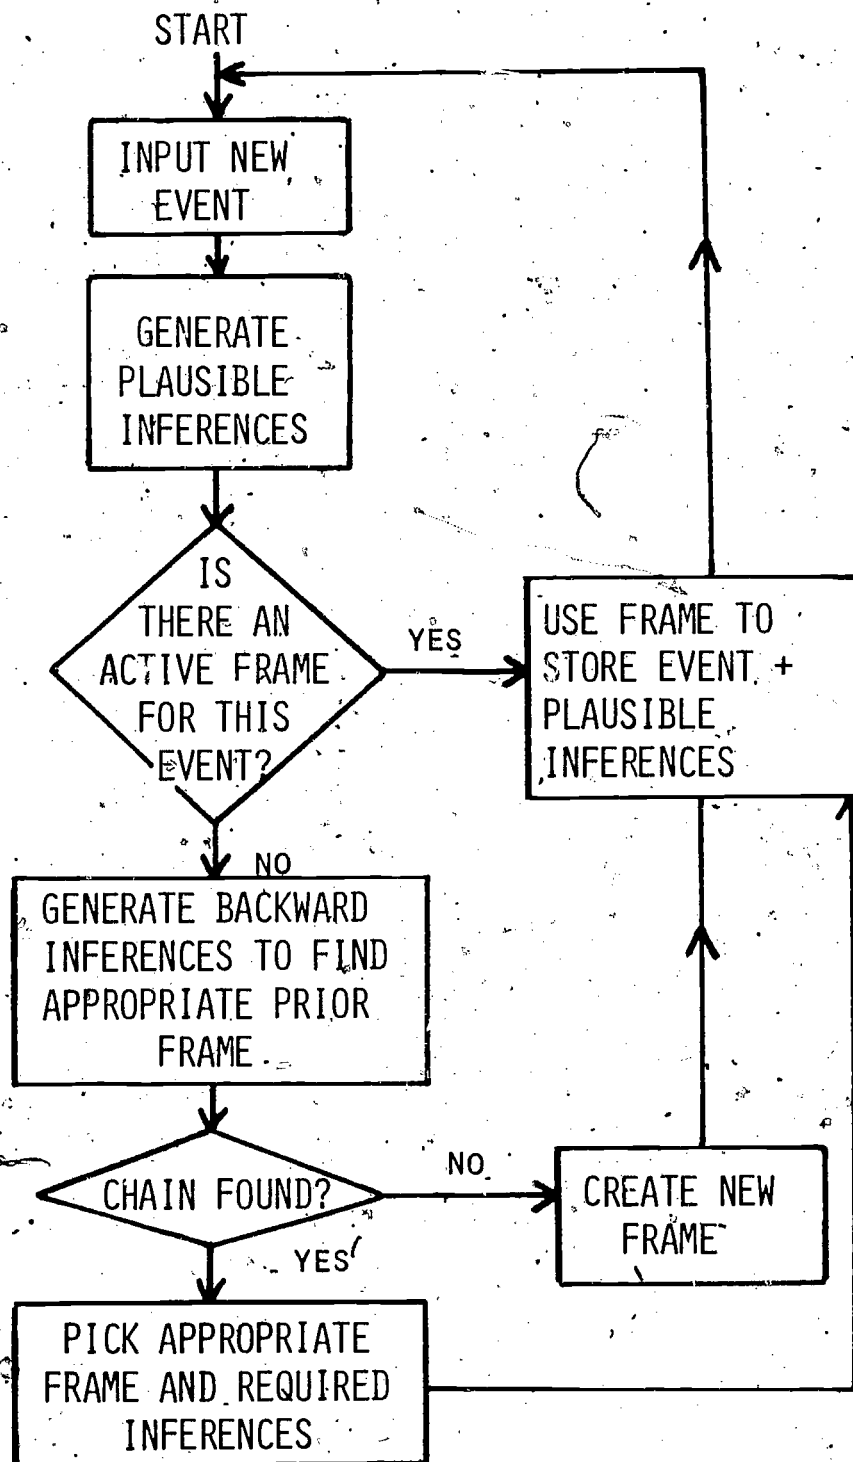 START
INPUT NEW
EVENT
GENERATE
PLAUSIBLE
INFERENCES
IS
THERE AN
ACTIVE FRAME
FOR THIS
EVENT?
YES
USE FRAME TO
STORE EVENT +
PLAUSIBLE
INFERENCES
NO
GENERATE BACKWARD
INFERENCES TO FIND
APPROPRIATE PRIOR
FRAME
CHAIN FOUND?
NO
CREATE NEW
FRAME
YES
PICK APPROPRIATE
FRAME AND REQUIRED
INFERENCES